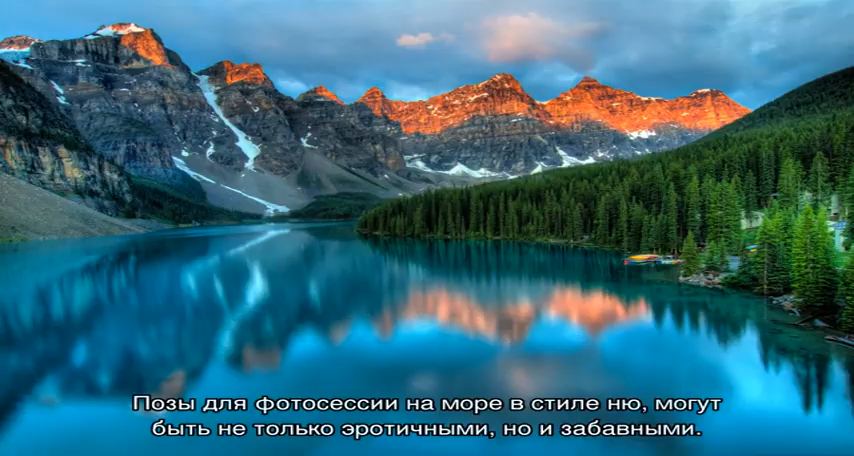 Позы для фотосессии на море в стиле ню, могут
быть не только эротичными, но и забавными.